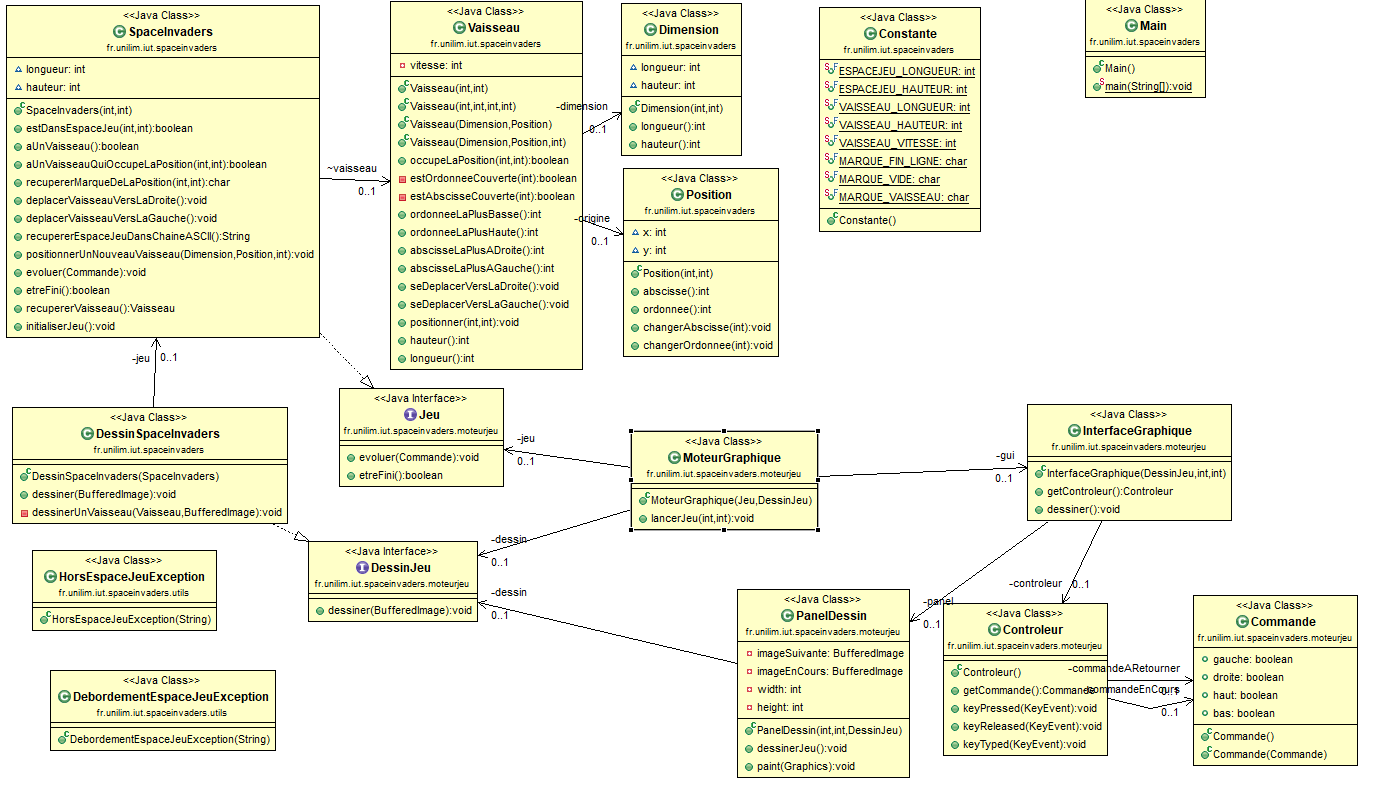 <<Java Class>>
SpaceInvaders
fr.unilim.iut.spaceinvaders
longueur: int
hauteur: int
SpaceInvaders(int,int)
estDansEspaceJeu(int,int):boolean
aUnVaisseau():boolean
aUnVaisseauQuiOccupeLaPosition(int,int):boolean
recupererMarqueDeLaPosition(int,int):char
deplacerVaisseauVersLaDroite():void
deplacerVaisseauVersLaGauche():void
recupererEspaceJeuDansChaineASCII():String
positionnerUnNouveauVaisseau(Dimension,Position,int):void
evoluer(Commande):void
etreFini():boolean
recupererVaisseau():Vaisseau
initialiserJeu():void
~vaisseau
0..1
<<Java Class>>
Vaisseau
fr.unilim.iut.spaceinvaders
vitesse: int
Vaisseau(int,int)
Vaisseau(int,int,int,int)
Vaisseau(Dimension,Position)
Vaisseau(Dimension,Position,int)
occupeLaPosition(int,int):boolean
estOrdonneeCouverte(int):boolean
estAbscisseCouverte(int):boolean
ordonneeLaPlusBasse():int
ordonneeLaPlusHaute():int
abscisseLaPlusADroite():int
abscisseLaPlusAGauche():int
seDeplacerVersLaDroite():void
seDeplacerVersLaGauche():void
positionner(int,int):void
hauteur():int
longueur():int
-dimension
0..1
-origine
0..1
<<Java Class>>
Dimension
fr.unilim.iut.spaceinvaders
longueur: int
hauteur: int
Dimension(int,int)
longueur():int
hauteur():int
<<Java Class>>
Position
fr.unilim.iut.spaceinvaders
x: int
y: int
Position(int,int)
abscisse():int
ordonnee():int
changerAbscisse(int):void
changerOrdonnee(int):void
<<Java Class>>
Constante
fr.unilim.iut.spaceinvaders
ESPACEJEU_LONGUEUR: int
ESPACEJEU_HAUTEUR: int
VAISSEAU_LONGUEUR: int
VAISSEAU_HAUTEUR: int
VAISSEAU_VITESSE: int
MARQUE_FIN_LIGNE: char
MARQUE_VIDE: char
MARQUE_VAISSEAU: char
Constante()
<<Java Class>>
Main
fr.unilim.iut.spaceinvaders
Main()
main(String[]):void
-jeu
0..1
<<Java Class>>
DessinSpaceInvaders
fr.unilim.iut.spaceinvaders
DessinSpaceInvaders(SpaceInvaders)
dessiner(BufferedImage):void
dessinerUnVaisseau(Vaisseau,BufferedImage):void
<<Java Interface>>
Jeu
fr.unilim.iut.spaceinvaders.moteurjeu
evoluer(Commande):void
etreFini():boolean
-jeu
0..1
<<Java Class>>
MoteurGraphique
fr.unilim.iut.spaceinvaders.moteurjeu
MoteurGraphique(Jeu,DessinJeu)
lancerJeu(int,int):void
-gui
0..1
<<Java Class>>
InterfaceGraphique
fr.unilim.iut.spaceinvaders.moteurjeu
InterfaceGraphique(DessinJeu,int,int)
getControleur():Controleur
dessiner():void
<<Java Class>>
HorsEspaceJeuException
fr.unilim.iut.spaceinvaders.utils
HorsEspaceJeuException(String)
<<Java Interface>>
DessinJeu
fr.unilim.iut.spaceinvaders.moteurjeu
dessiner(BufferedImage):void
-dessin
0..1
-dessin
0..1
<<Java Class>>
DebordementEspaceJeuException
fr.unilim.iut.spaceinvaders.utils
DebordementEspaceJeuException(String)
<<Java Class>>
PanelDessin
fr.unilim.iut.spaceinvaders.moteurjeu
imageSuivante: BufferedImage
imageEnCours: BufferedImage
width: int
height: int
PanelDessin(int,int,DessinJeu)
dessinerJeu():void
paint(Graphics):void
-panel
0..1
-controleur
0..1
<<Java Class>>
Controleur
fr.unilim.iut.spaceinvaders.moteurjeu
Controleur()
getCommande():Commande
keyPressed(KeyEvent):void
keyReleased(KeyEvent):void
keyTyped(KeyEvent):void
-commandeARetourner
0..1
-commandeEnCours
0..1
<<Java Class>>
Commande
fr.unilim.iut.spaceinvaders.moteurjeu
gauche: boolean
droite: boolean
haut: boolean
bas: boolean
Commande()
Commande(Commande)